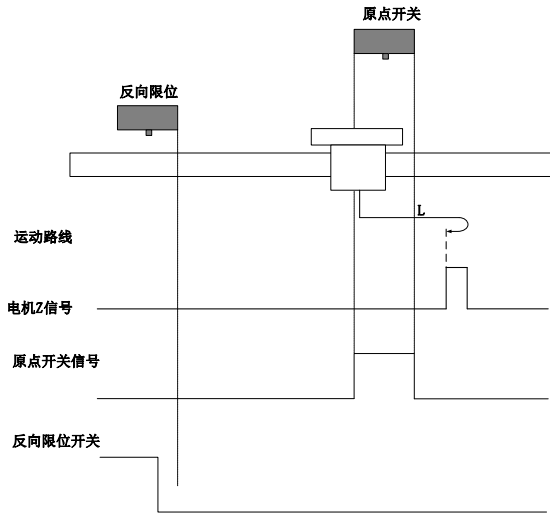 原点开关
反向限位
L
运动路线
电机Z信号
原点开关信号
反向限位开关